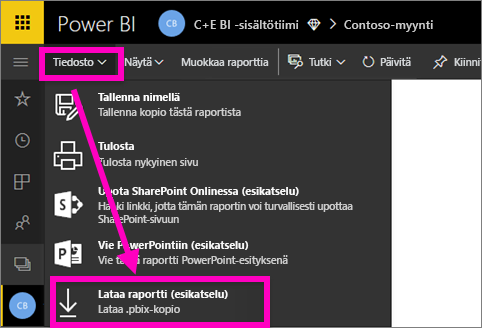 Power BI
CB
C+E BI -sisältötiimi
Contoso-myynti
Tiedosto
Näytä
Muokkaa raporttia
Tutki
Päivitä
Kiinnit
Tallenna nimellä
Tallenna kopio tästä raportista
Tulosta
Tulosta nykyinen sivu
Upota SharePoint Onlinessa (esikatselu)
Hanki linkki, jotta tämän raportin voi turvallisesti upottaa
SharePoint-sivuun
Vie PowerPointiin (esikatselu)
Vie tämä raportti PowerPoint-esityksenä
Lataa raportti (esikatselu)
Lataa .pbix-kopio
CB